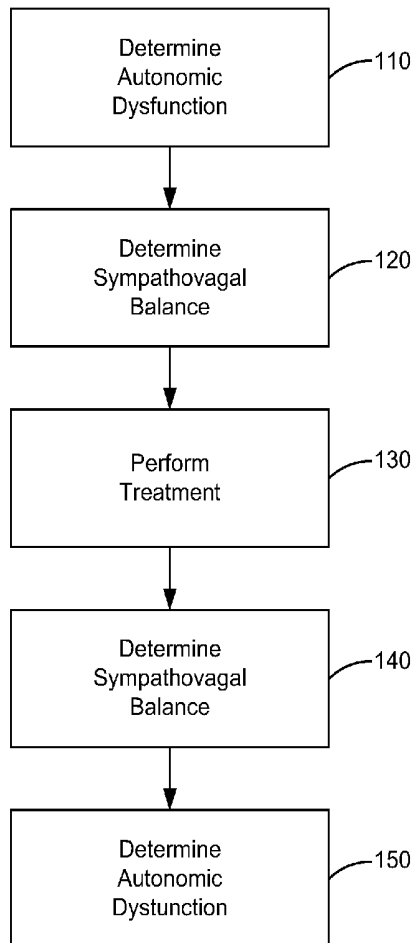 Determine
Autonomic
Dysfunction
110
Determine
Sympathovagal
Balance
120
Perform
Treatment
130
Determine
Sympathovagal
Balance
140
Determine
Autonomic
Dystunction
150